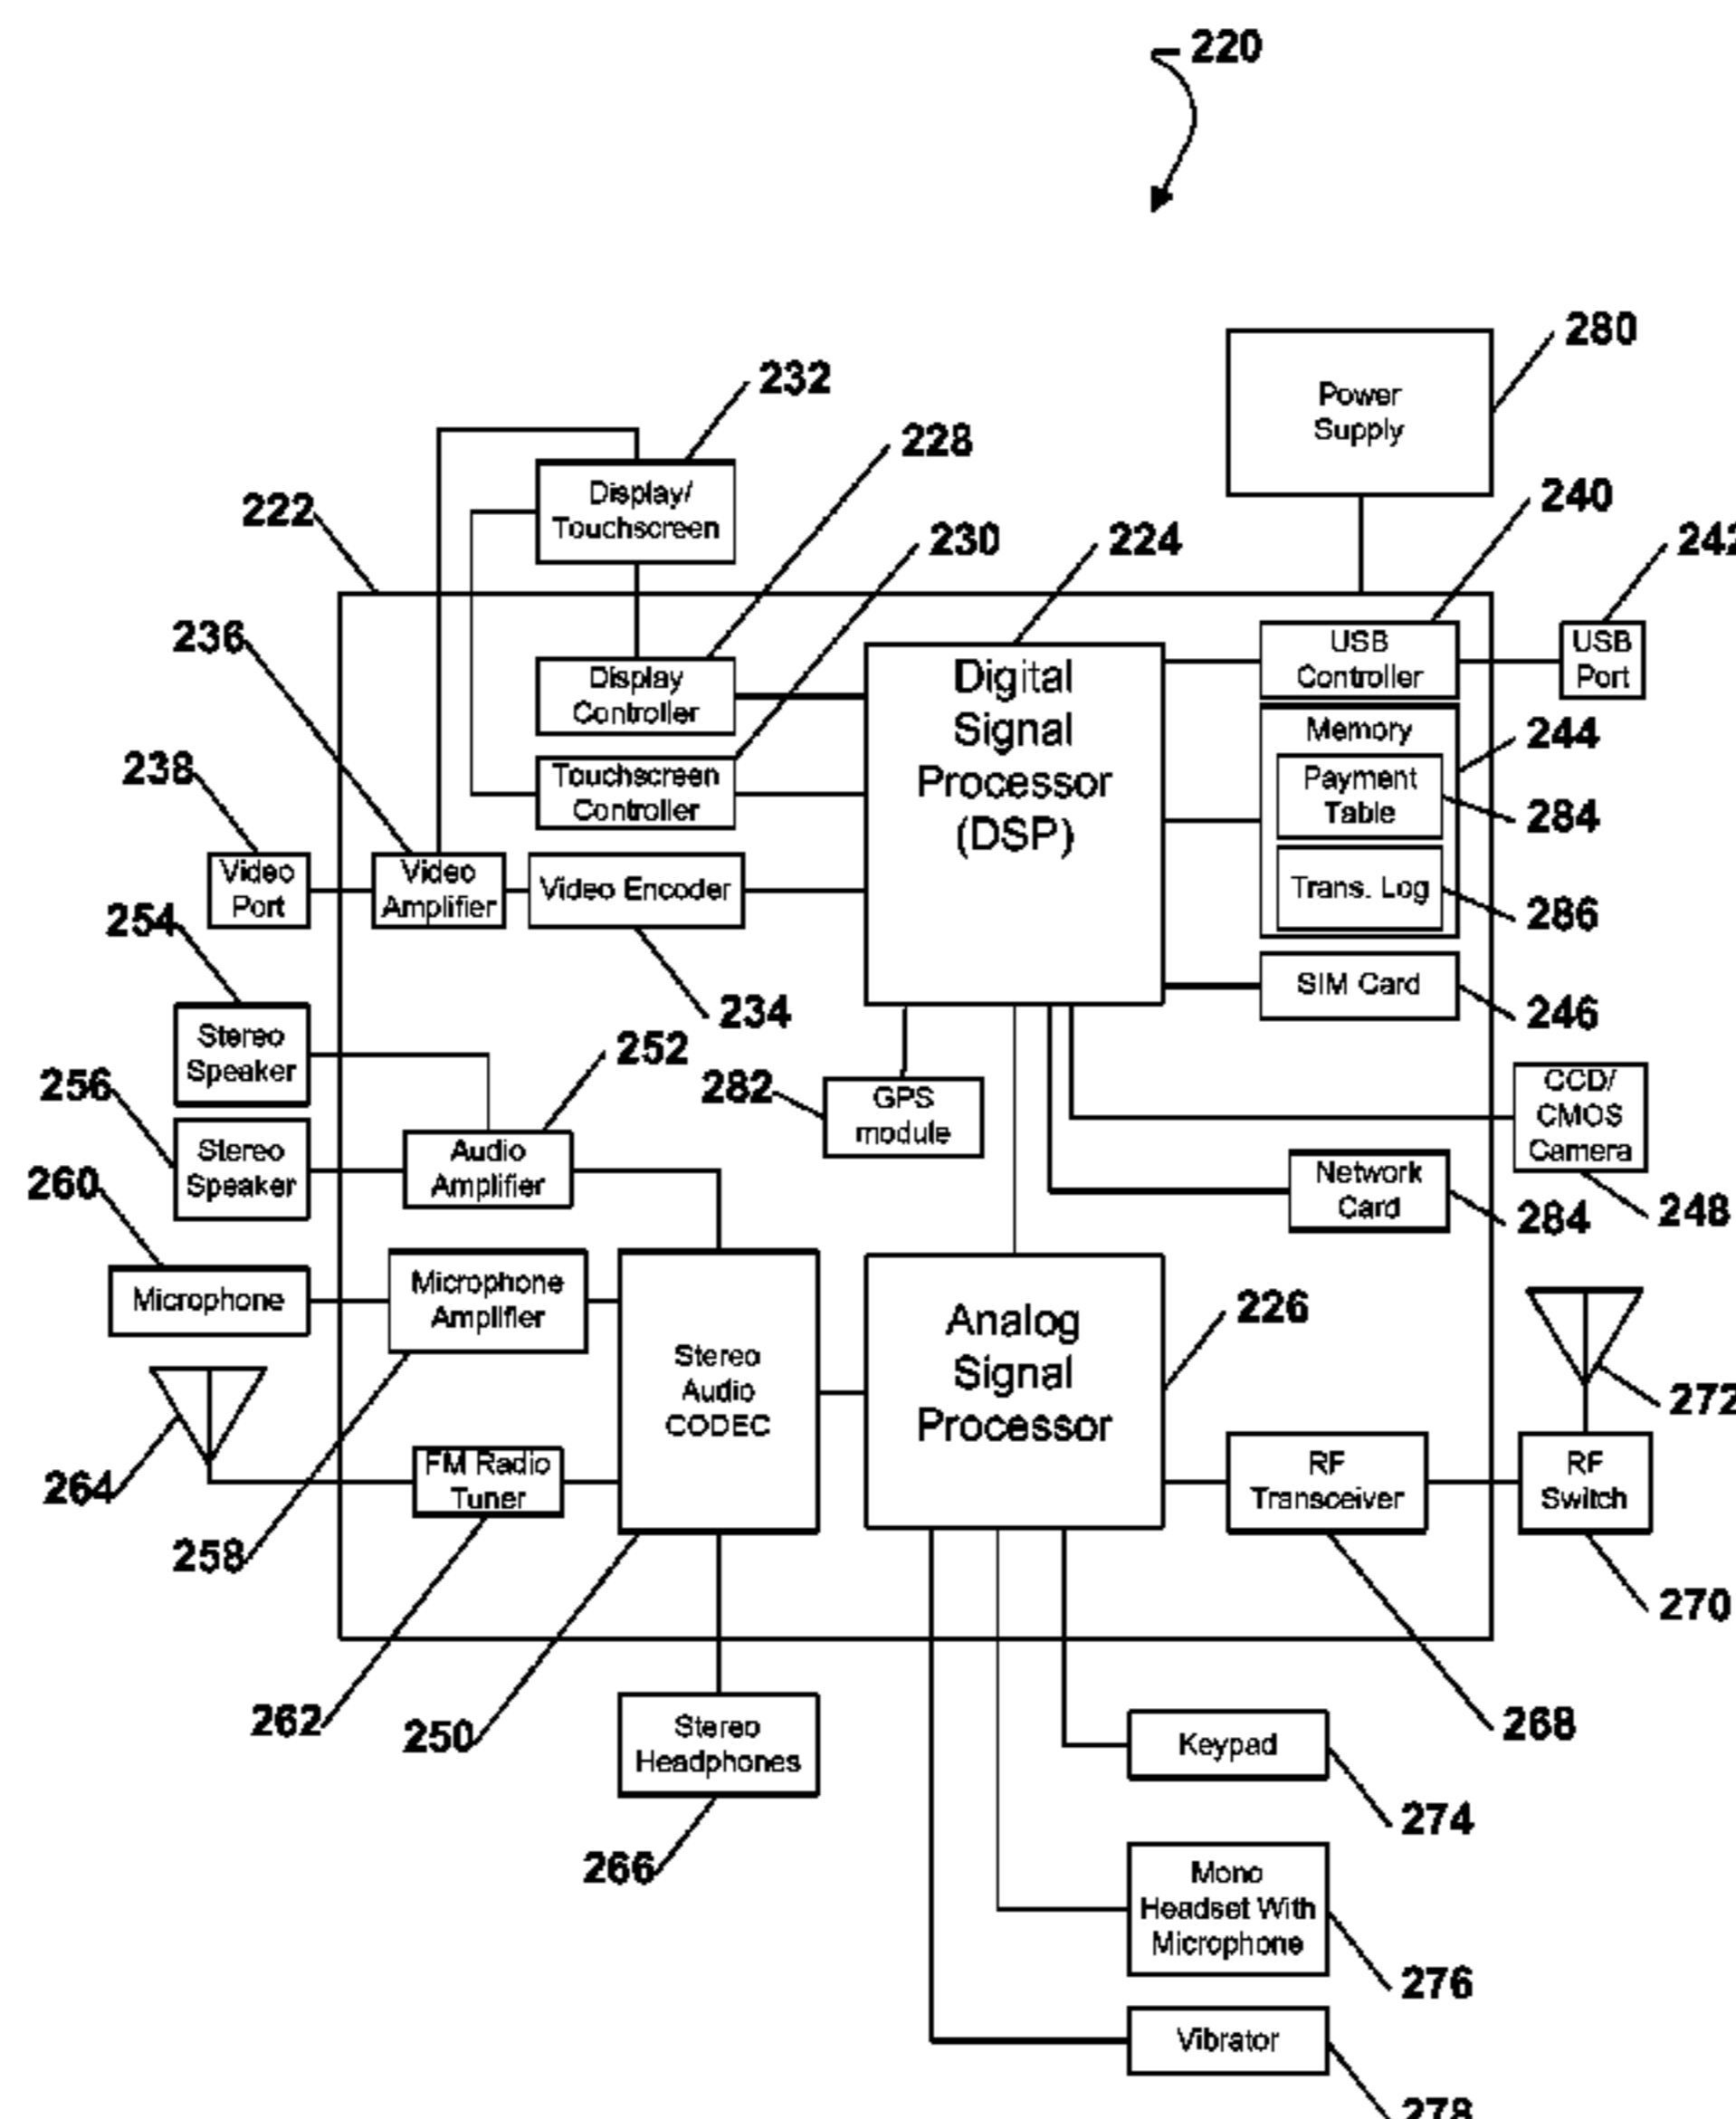 220
280
Power
Supply
232
228
240
222
Display/
Touchscreen
230
224
242
236
USB
Controller
USB
Port
Display
Controller
Digital
Signal
Processor
(DSP)
Memory
244
238
Touchscreen
Controller
Payment
Table
284
Video
Port
Video
Amplifier
Video Encoder
Trans. Log
286
254
234
SIM Card
246
Stereo
Speaker
252
256
282
GPS
module
CCD/
CMOS
Camera
Stereo
Speaker
Audio
Amplifier
260
Network
Card
284
248
Microphone
Microphone
Amplifier
Stereo
Audio
CODEC
Analog
Signal
Processor
226
272
264
FM Radio
Tuner
RF
Transceiver
RF
Switch
258
270
262
250
Stereo
Headphones
Keypad
268
274
266
Mono
Headset With
Microphone
276
Vibrator
278